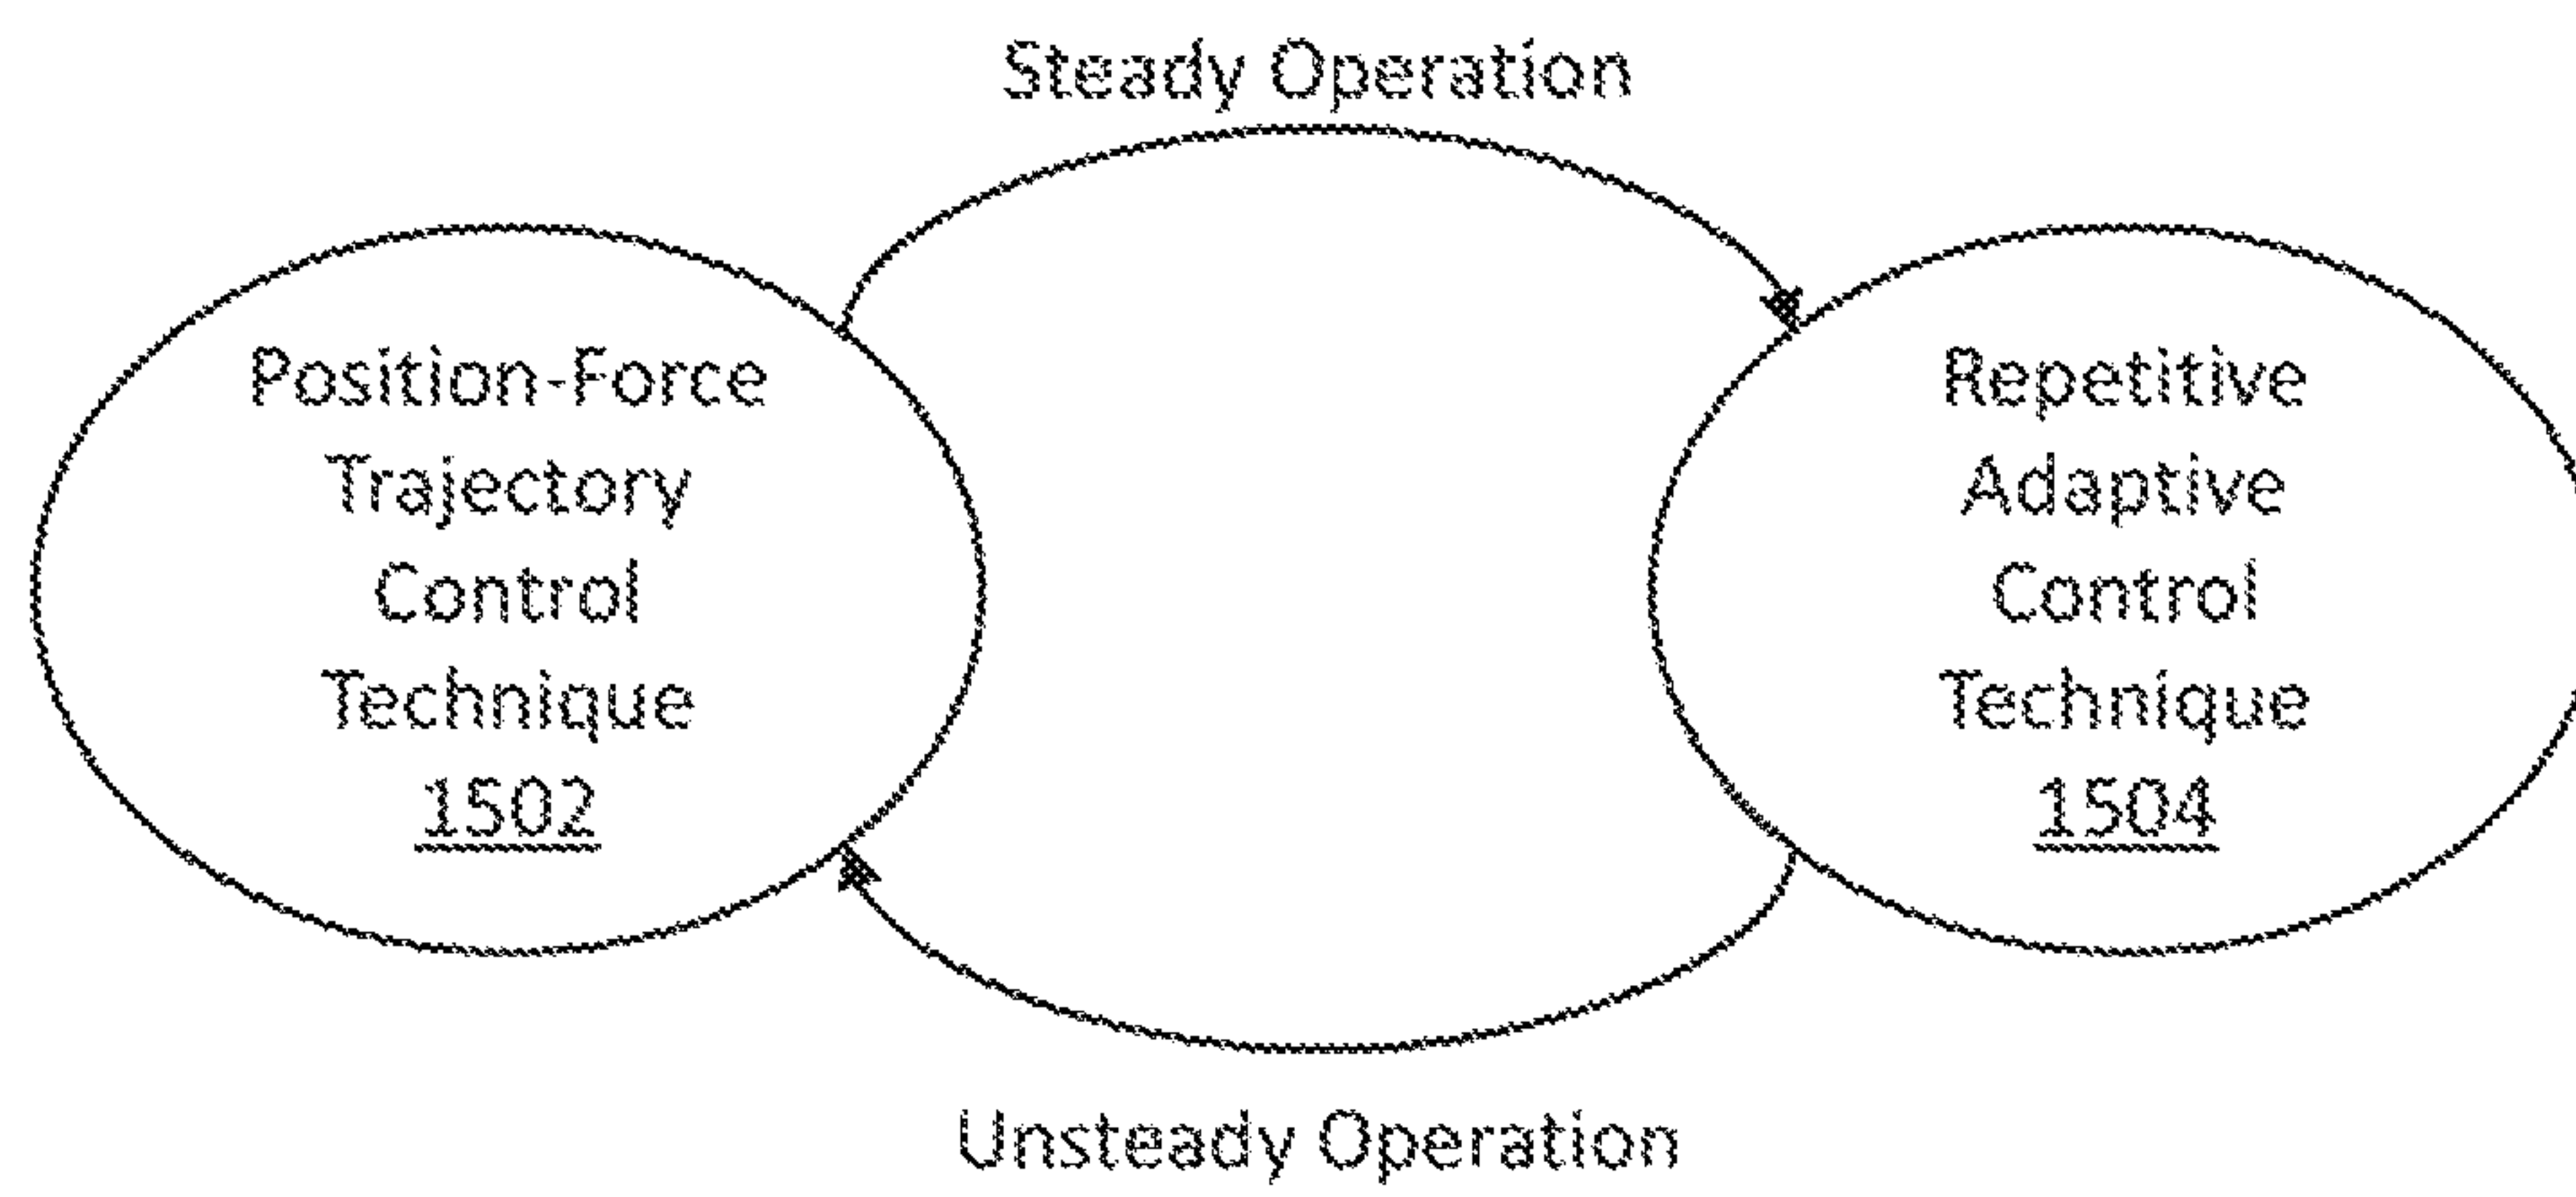 Steady Operation
Position-Force
Trajectory
Control
Technique
1502
Repetitive
Adaptive
Control
Technique
1504
Unsteady Operation